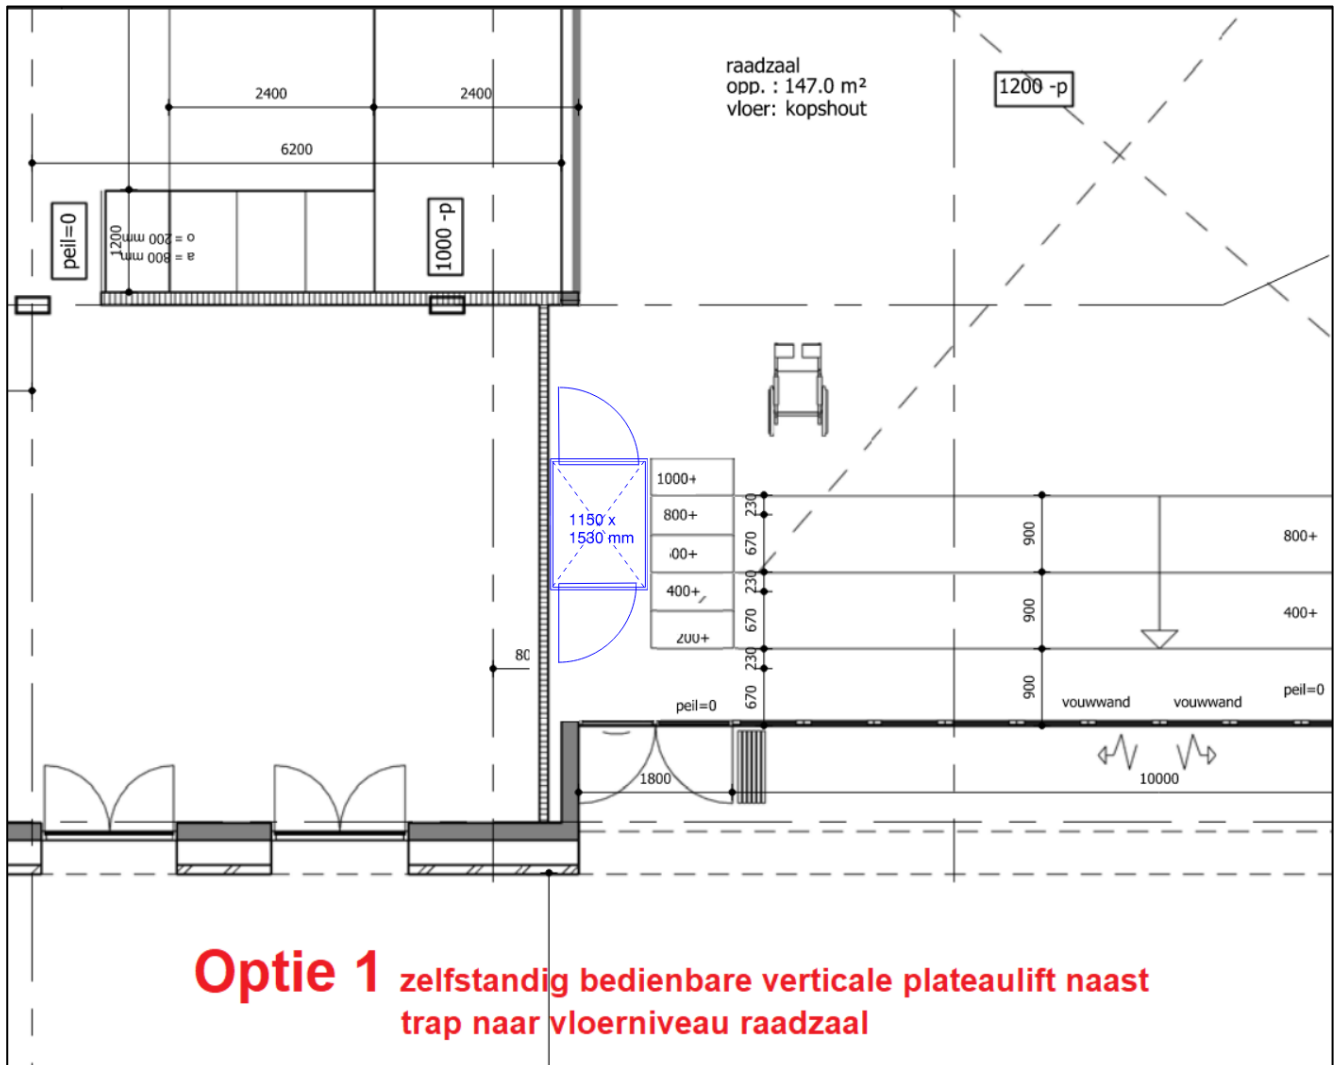 raadzaal
opp. : 147.0 m²
vloer: kopshout
1200 -p
2400
2400
6200
peil=0
1200
o = 200 mm
a = 800 mm
1000 -p
1150 x
1530 mm
1000+
800+
400+
200+
peil=0
230
670
230
670
230
670
900
900
900
800+
400+
peil=0
vouwwand
vouwwand
80
1800
10000
Optie 1 zelfstandig bedienbare verticale plateaulift naast
trap naar vloerniveau raadzaal